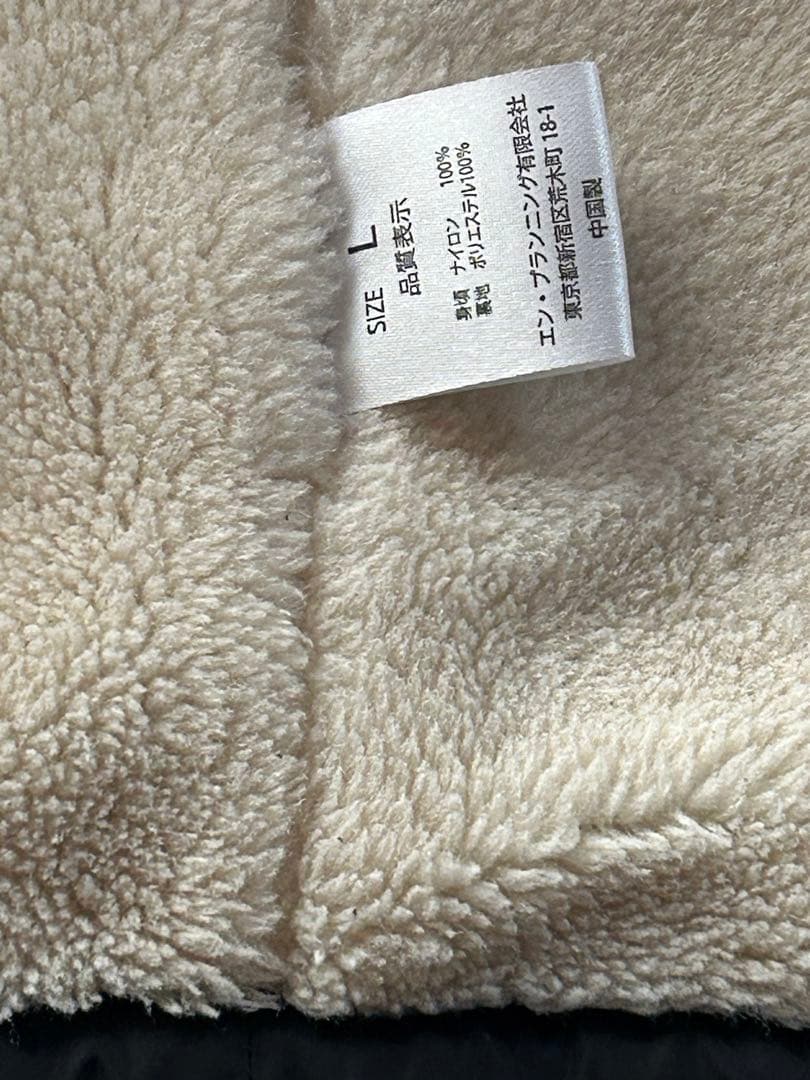 SIZE L
品質表示
身頃 ナイロン 100%
裏地 ポリエステル100%
エン・プランニング有限会社
東京都新宿区荒木町 18-1
中国製